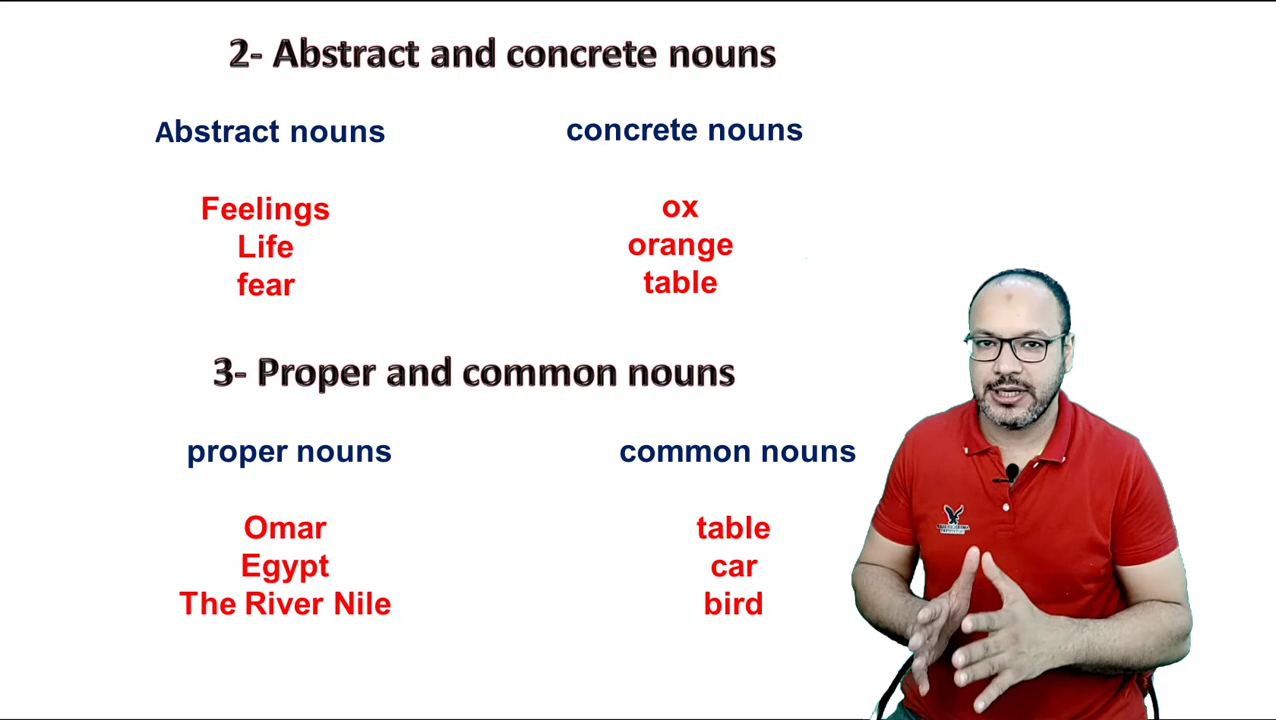 2- Abstract and concrete nouns
Abstract nouns
concrete nouns
Feelings
Life
fear
ox
orange
table
3- Proper and common nouns
proper nouns
common nouns
Omar
Egypt
The River Nile
table
car
bird